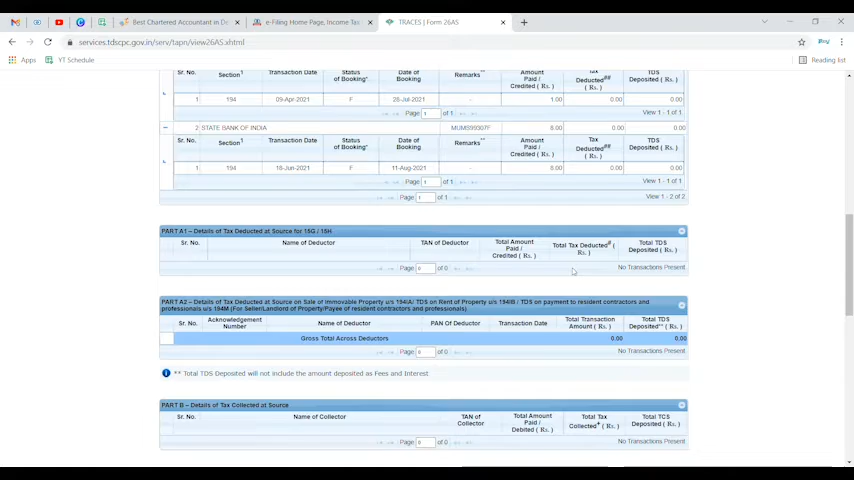 Best Chartered Accountant in De
e-Filing Home Page, Income Tax
TRACES | Form 26AS
services.tdscpc.gov.in/serv/tapn/view26AS.xhtml
Apps
YT Schedule
Reading list
Sr. No. Section1 Transaction Date Status of Booking* Date of Booking Remarks** Amount Paid / Credited ( Rs. ) Tax Deducted## ( Rs. ) TDS Deposited ( Rs. )
1 194 09-Apr-2021 F 28-Jul-2021 - 1.00 0.00 0.00
Page 1 of 1 View 1 - 1 of 1
2 STATE BANK OF INDIA MUMS99307F 8.00 0.00 0.00
Sr. No. Section1 Transaction Date Status of Booking* Date of Booking Remarks** Amount Paid / Credited ( Rs. ) Tax Deducted## ( Rs. ) TDS Deposited ( Rs. )
1 194 18-Jun-2021 F 11-Aug-2021 - 8.00 0.00 0.00
Page 1 of 1 View 1 - 1 of 1
Page 1 of 1 View 1 - 2 of 2
PART A1 – Details of Tax Deducted at Source for 15G / 15H
Sr. No. Name of Deductor TAN of Deductor Total Amount Paid / Credited ( Rs. ) Total Tax Deducted# ( Rs. ) Total TDS Deposited ( Rs. )
Page 0 of 0 No Transactions Present
PART A2 – Details of Tax Deducted at Source on Sale of Immovable Property u/s 194IA/ TDS on Rent of Property u/s 194IB / TDS on payment to resident contractors and
professionals u/s 194M (For Seller/Landlord of Property/Payee of resident contractors and professionals)
Sr. No. Acknowledgement Number Name of Deductor PAN Of Deductor Transaction Date Total Transaction Amount ( Rs. ) Total TDS Deposited** ( Rs. )
Gross Total Across Deductors 0.00 0.00
Page 0 of 0 No Transactions Present
** Total TDS Deposited will not include the amount deposited as Fees and Interest
PART B – Details of Tax Collected at Source
Sr. No. Name of Collector TAN of Collector Total Amount Paid / Debited ( Rs. ) Total Tax Collected+ ( Rs. ) Total TCS Deposited ( Rs. )
Page 0 of 0 No Transactions Present